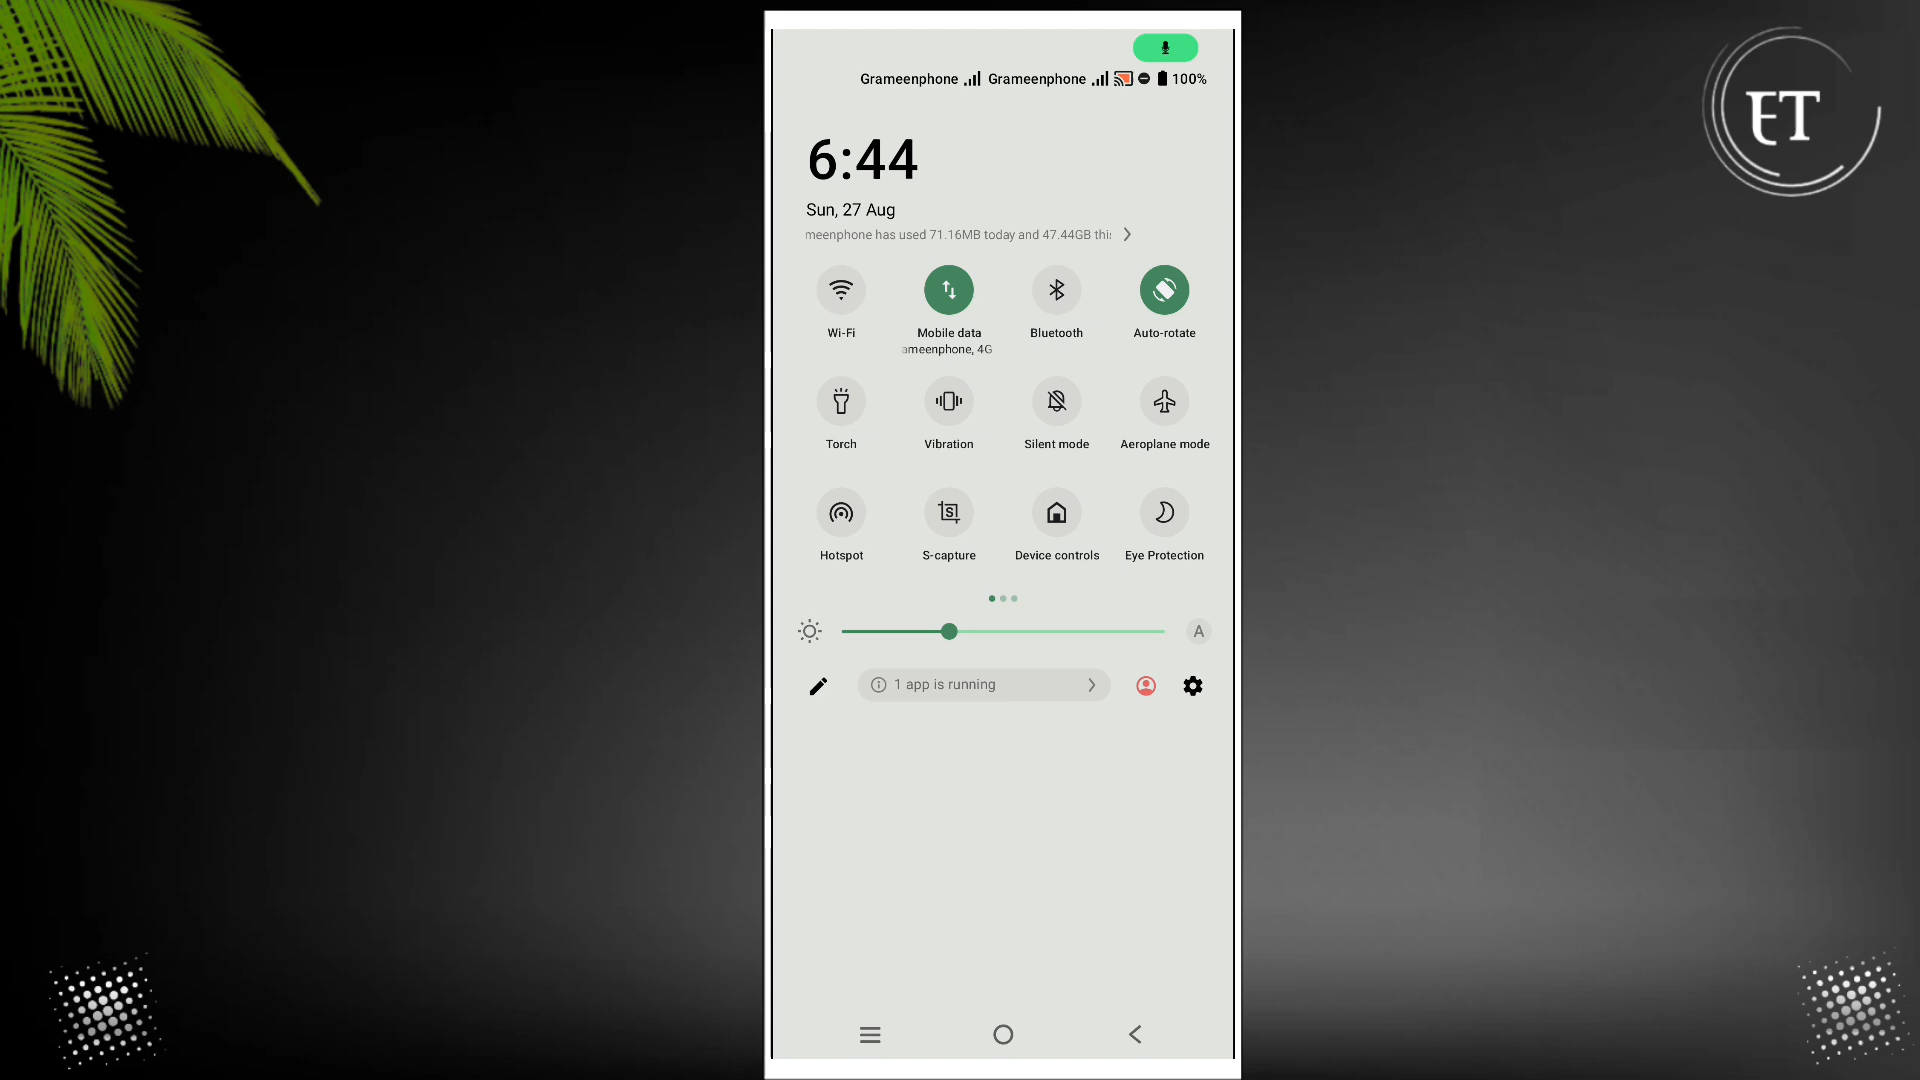 ET
Grameenphone Grameenphone 100%
6:44
Sun, 27 Aug
meenphone has used 71.16MB today and 47.44GB this
Wi-Fi Mobile data Bluetooth Auto-rotate
ameenphone, 4G
Torch Vibration Silent mode Aeroplane mode
S
Hotspot S-capture Device controls Eye Protection
A
1 app is running